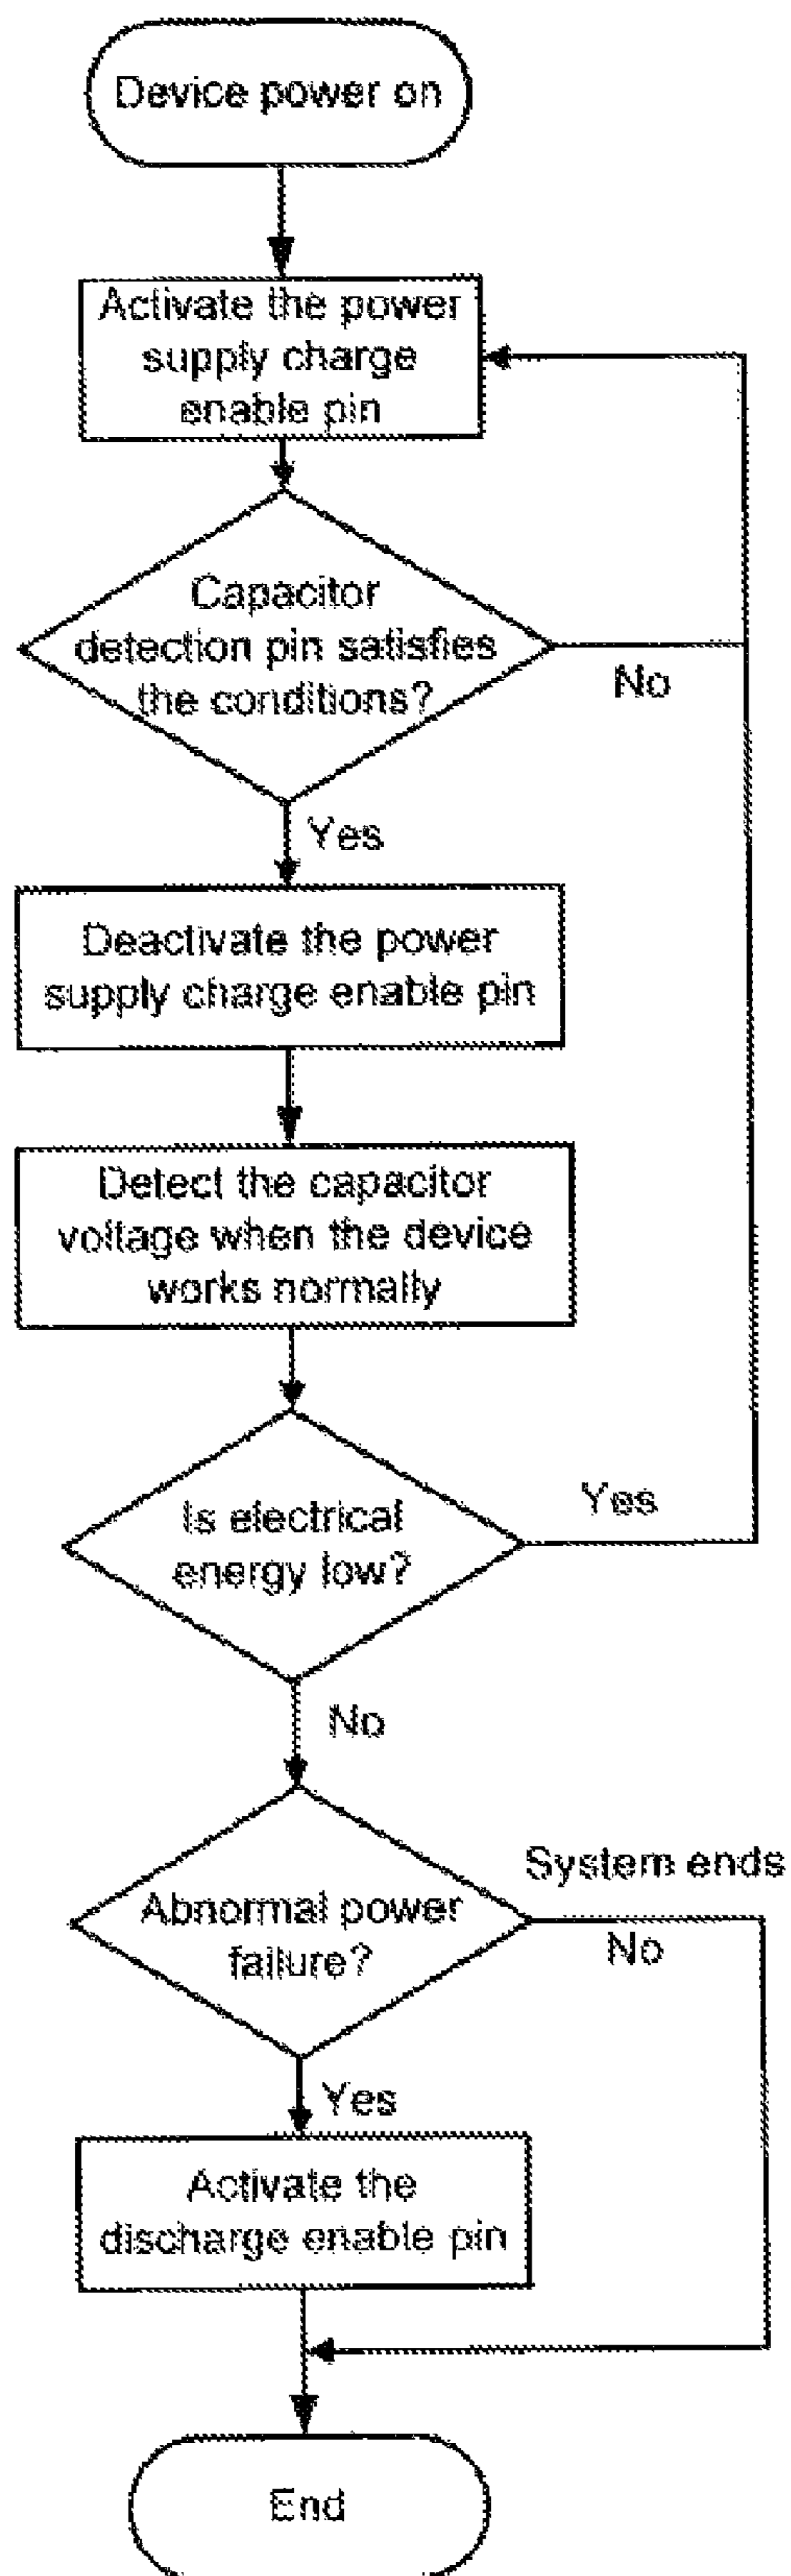 Device power on
Activate the power
supply charge
enable pin
Capacitor
detection pin satisfies
the conditions?
No
Yes
Deactivate the power
supply charge enable pin
Detect the capacitor
voltage when the device
works normally
Is electrical
energy low?
Yes
No
System ends
Abnormal power
failure?
No
Yes
Activate the
discharge enable pin
End